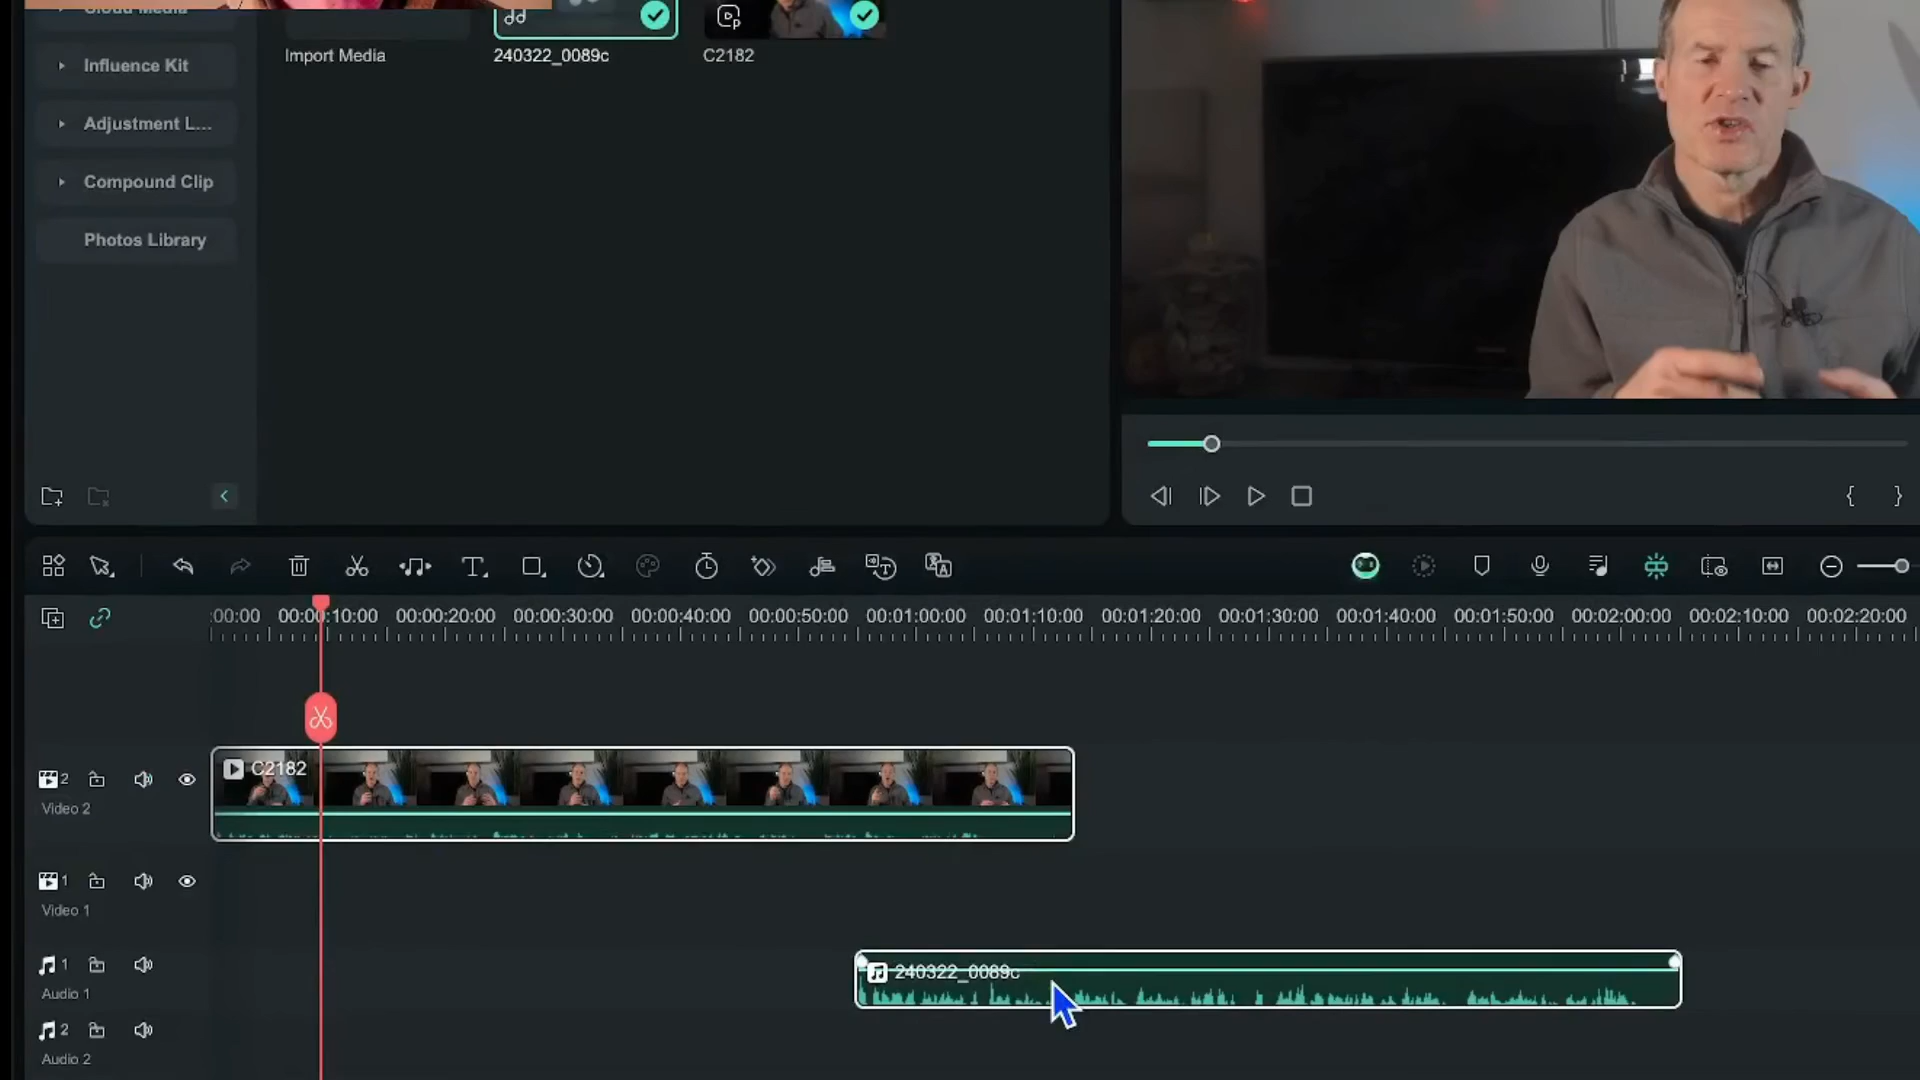 Cloud Media
Influence Kit
Adjustment L...
Compound Clip
Photos Library
Import Media
240322_0089c
C2182
:00:00
00:00:10:00
00:00:20:00
00:00:30:00
00:00:40:00
00:00:50:00
00:01:00:00
00:01:10:00
00:01:20:00
00:01:30:00
00:01:40:00
00:01:50:00
00:02:00:00
00:02:10:00
00:02:20:00
C2182
2
Video 2
1
Video 1
240322_0089c
1
Audio 1
2
Audio 2